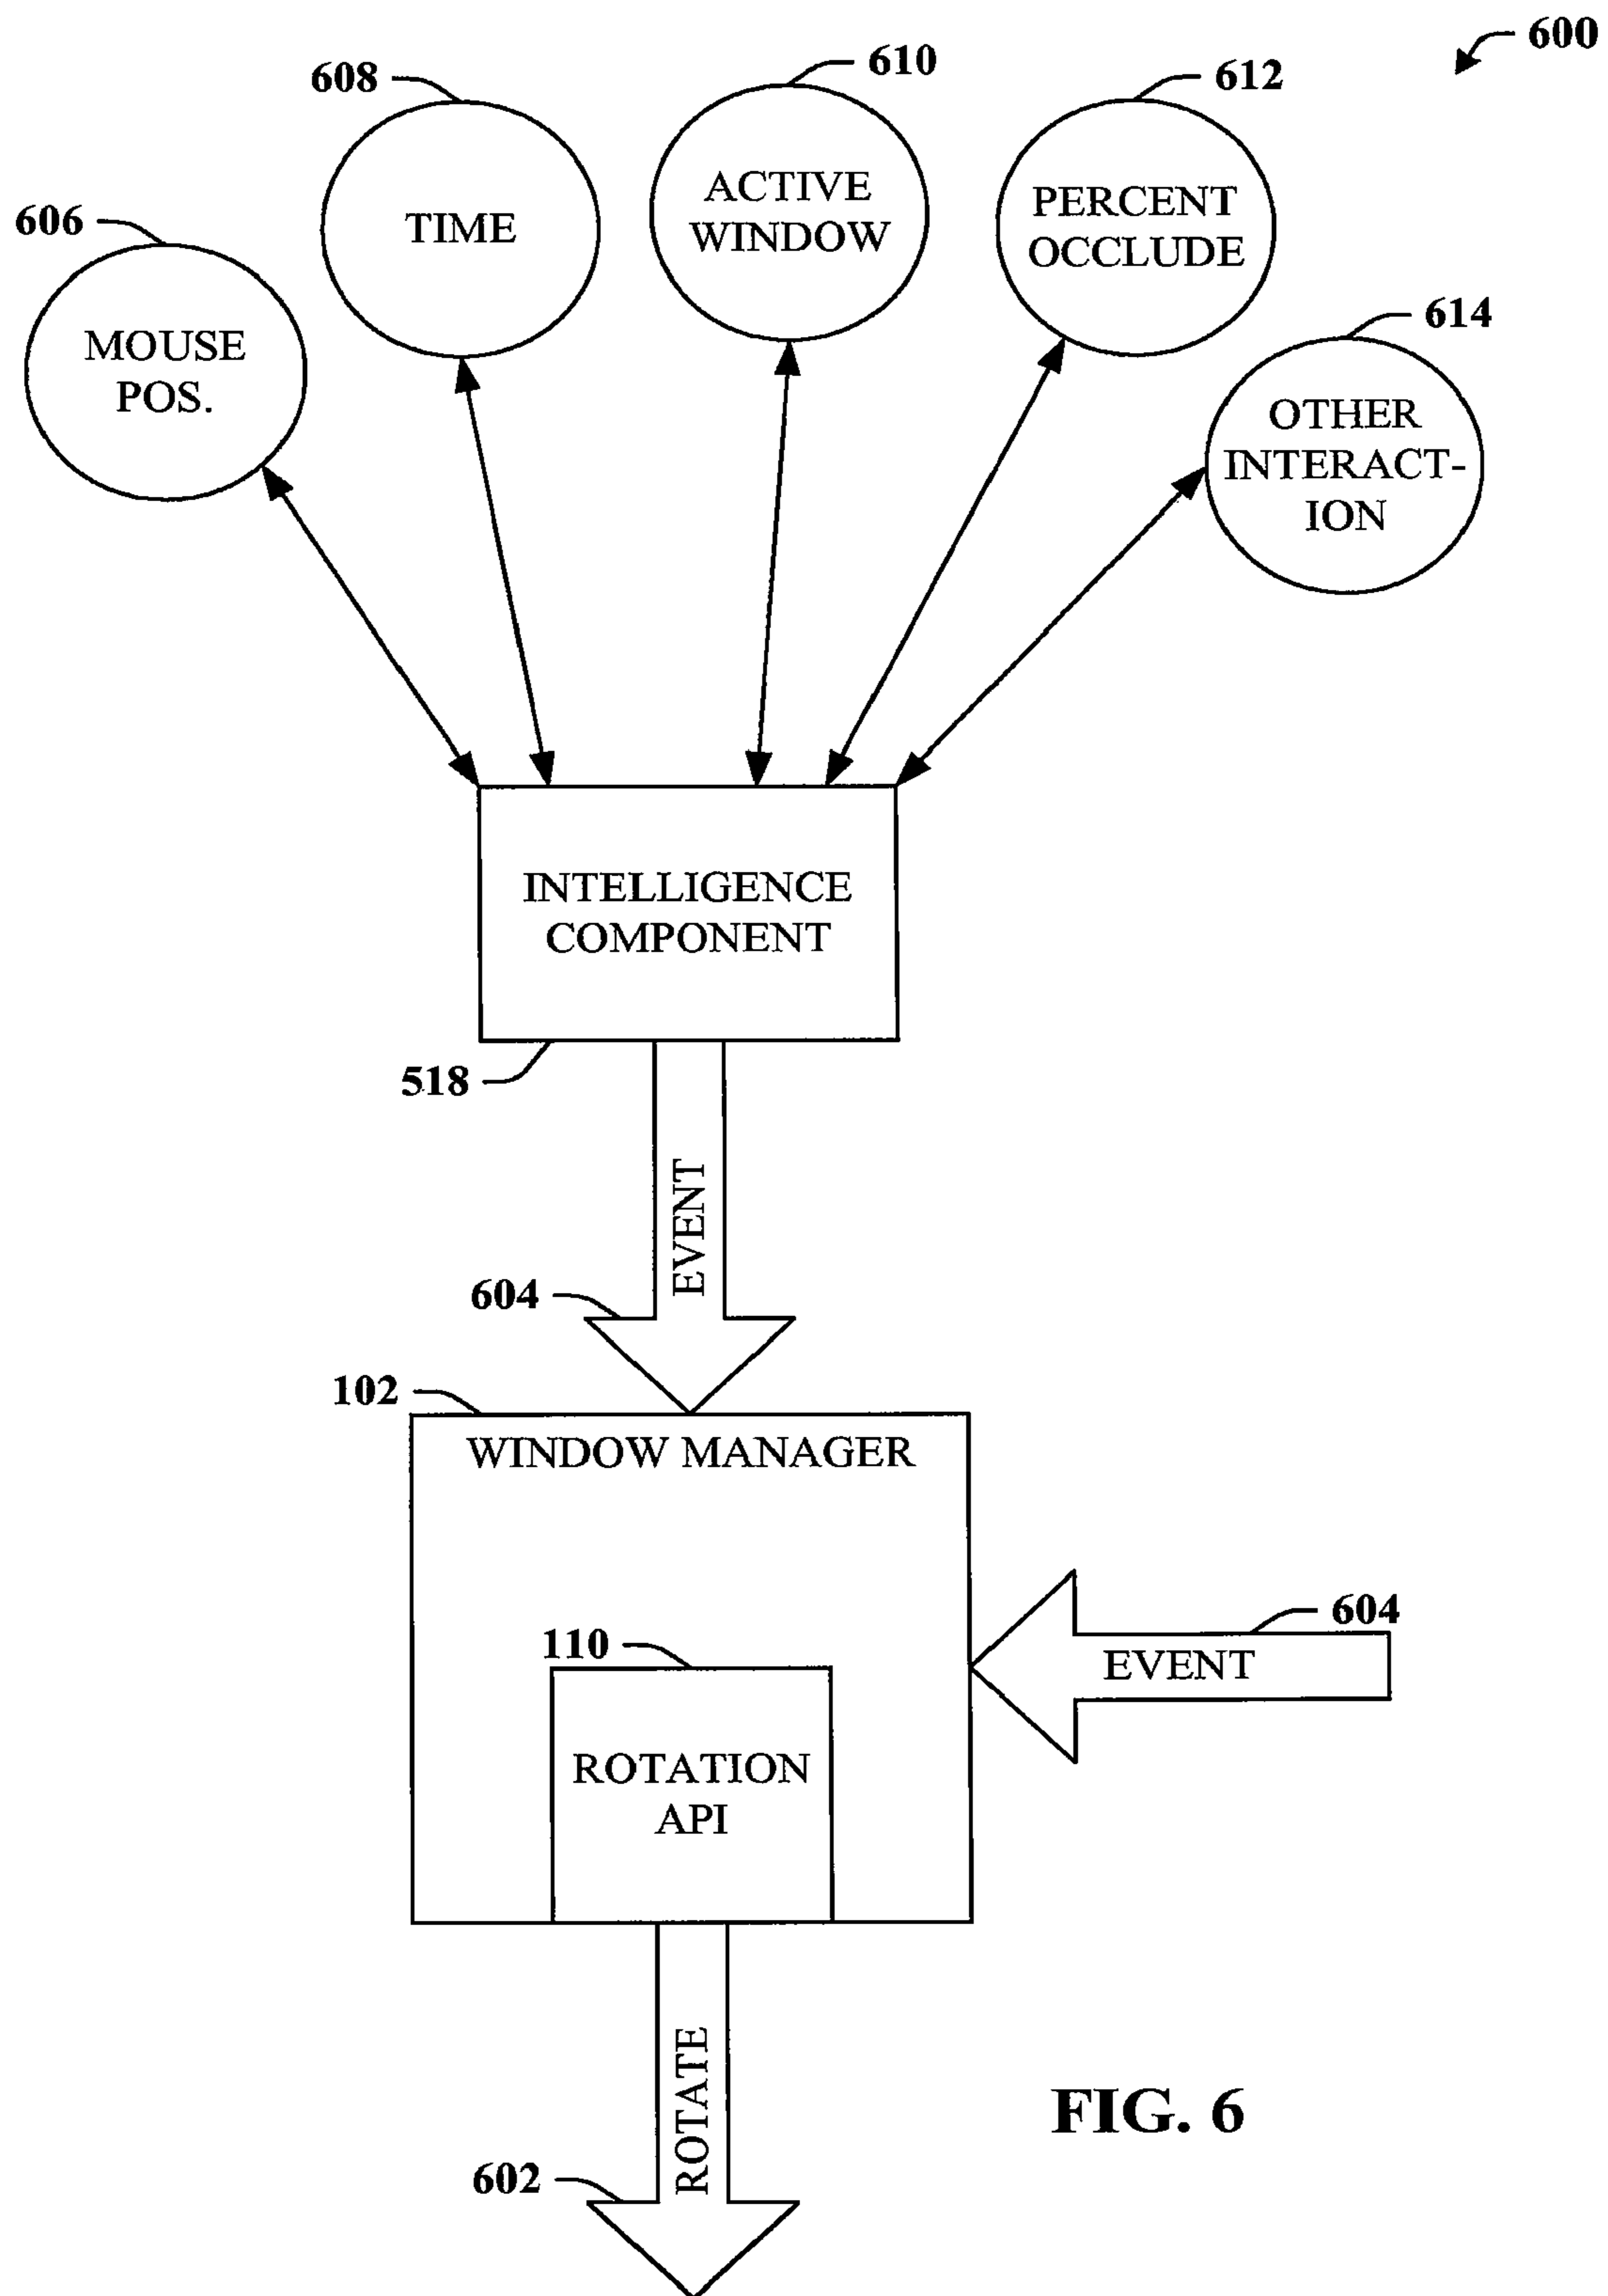 600
608
610
612
606
614
TIME
ACTIVE
WINDOW
PERCENT
OCCLUDE
MOUSE
POS.
OTHER
INTERACT-
ION
INTELLIGENCE
COMPONENT
518
EVENT
604
102
WINDOW MANAGER
604
EVENT
110
ROTATION
API
ROTATE
602
FIG. 6